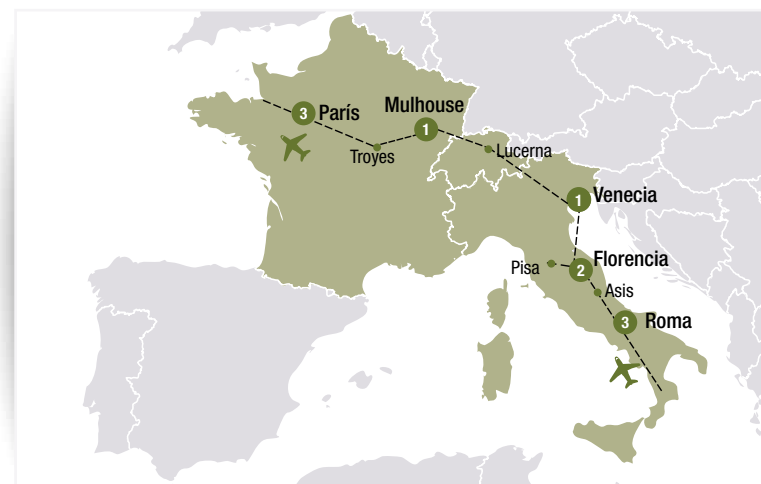 3 París
Mulhouse
1
Troyes
Lucerna
1 Venecia
Florencia
2
Pisa
Asis
3 Roma